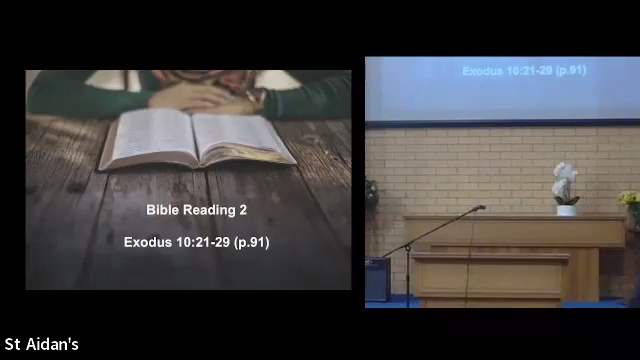 Bible Reading 2
Exodus 10:21-29 (p.91)
Exodus 10:21-29 (p.91)
St Aidan's